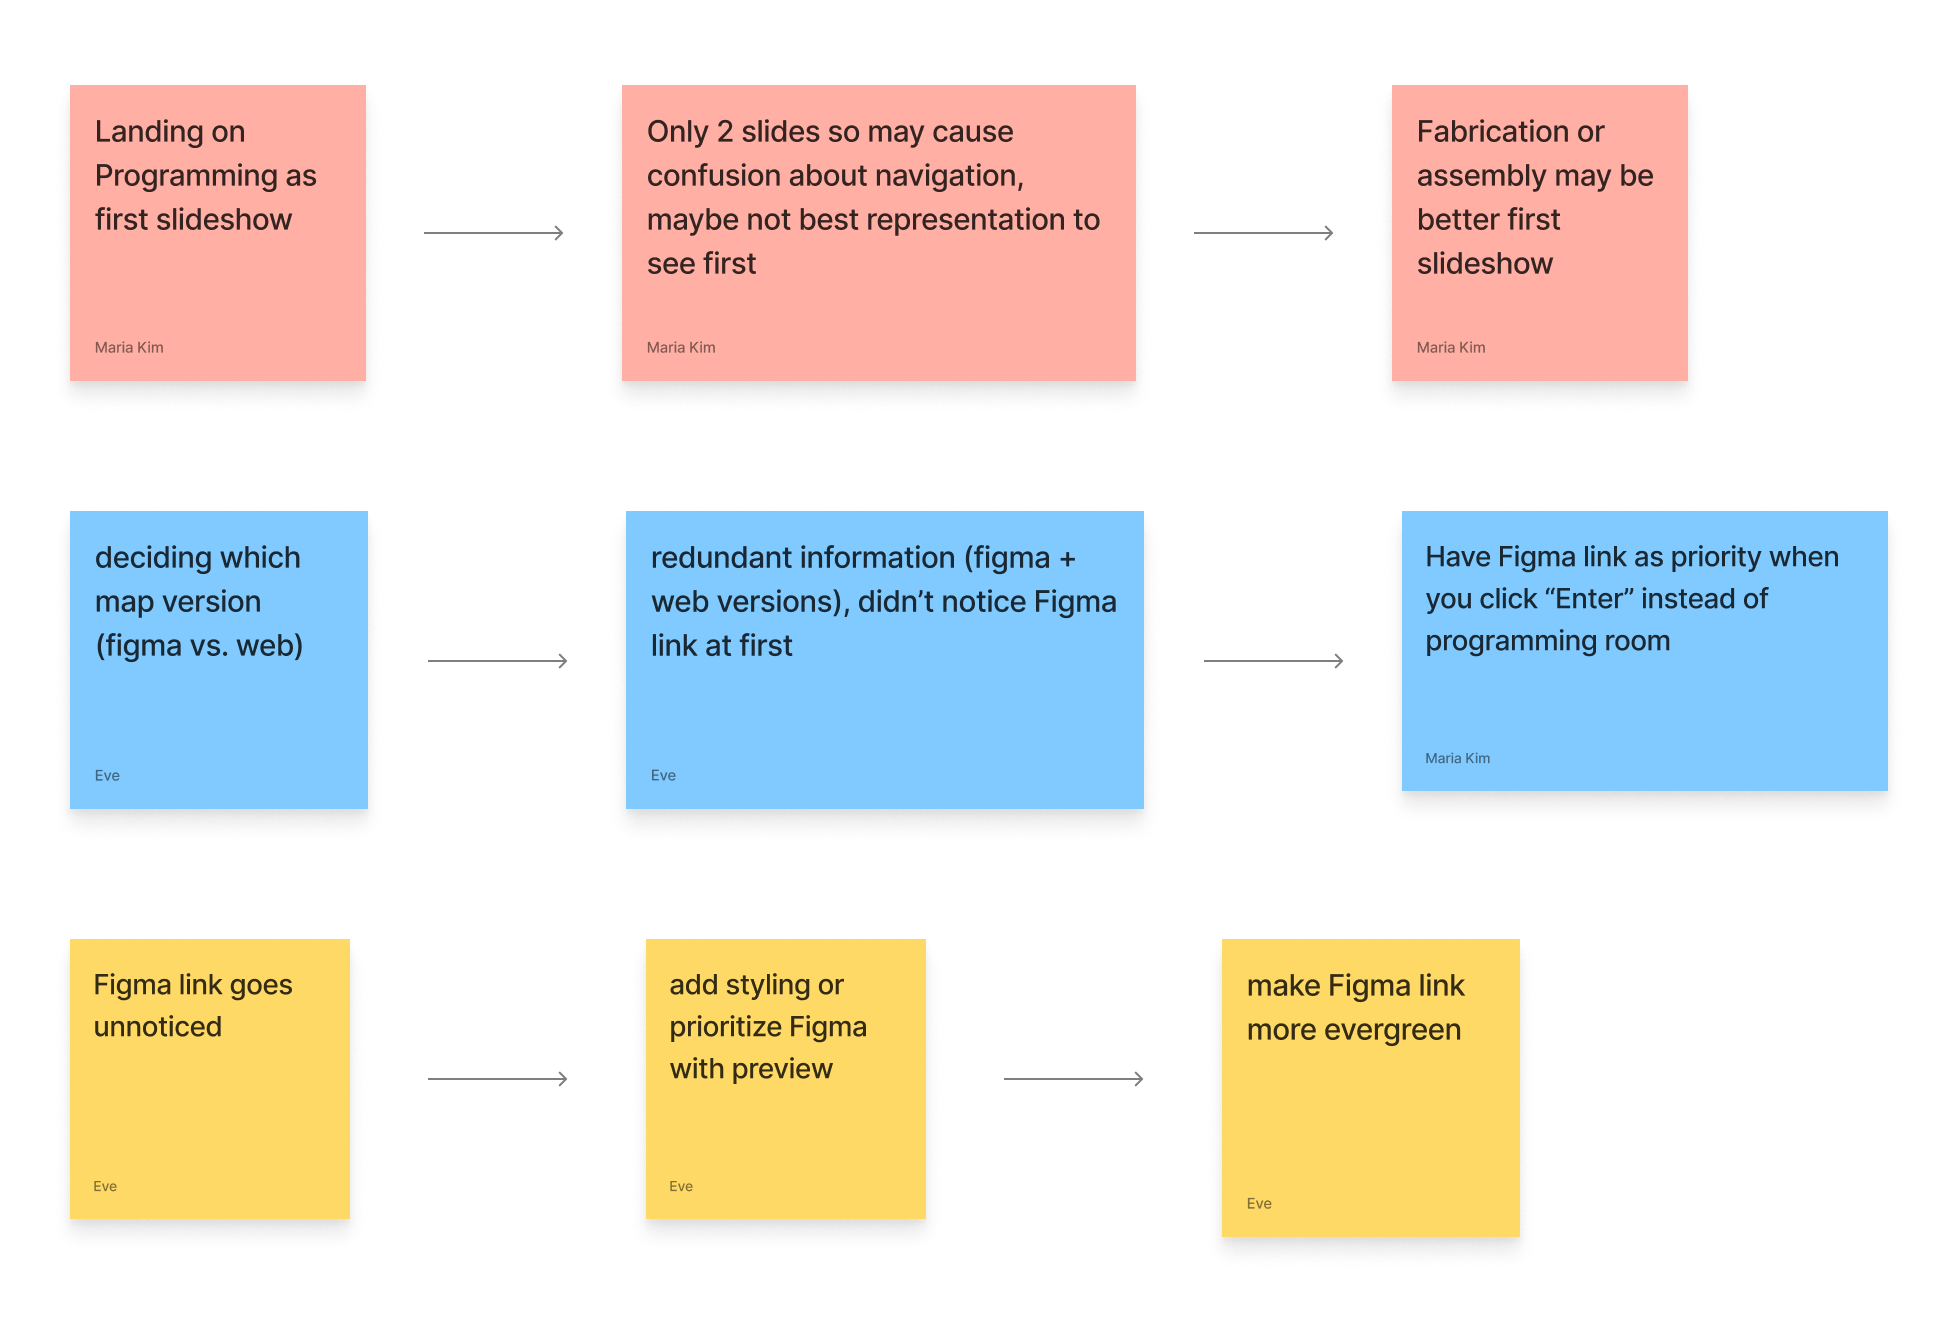 Landing on
Programming as
first slideshow
Maria Kim
Only 2 slides so may cause
confusion about navigation,
maybe not best representation to
see first
Maria Kim
Fabrication or
assembly may be
better first
slideshow
Maria Kim
deciding which
map version
(figma vs. web)
Eve
redundant information (figma +
web versions), didn’t notice Figma
link at first
Eve
Have Figma link as priority when
you click “Enter” instead of
programming room
Maria Kim
Figma link goes
unnoticed
Eve
add styling or
prioritize Figma
with preview
Eve
make Figma link
more evergreen
Eve